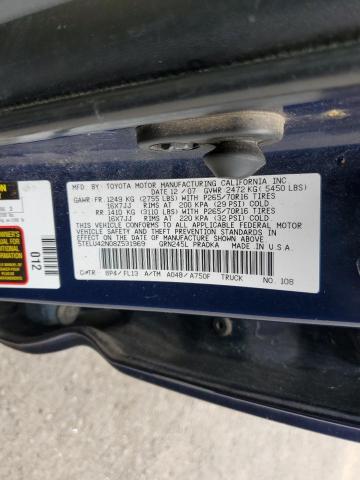 MFD. BY: TOYOTA MOTOR MANUFACTURING CALIFORNIA INC
DATE 12 / 07 GVWR 2472 KG ( 5450 LBS)
GAWR: FR. 1249 KG (2755 LBS) WITH P265/70R16 TIRES
16X7JJ RIMS AT 200 KPA (29 PSI) COLD
RR. 1410 KG (3110 LBS) WITH P265/70R16 TIRES
16X7JJ RIMS AT 220 KPA (32 PSI) COLD
THIS VEHICLE CONFORMS TO ALL APPLICABLE FEDERAL MOTOR
VEHICLE SAFETY AND THEFT PREVENTION STANDARDS IN
EFFECT ON THE DATE OF MANUFACTURE SHOWN ABOVE.
5TELU42N08Z531969 GRN245L PRADKA MADE IN U.S.A
C/TR 8P4/ FL13 A/TM A04B /A750F TRUCK NO. 108
012